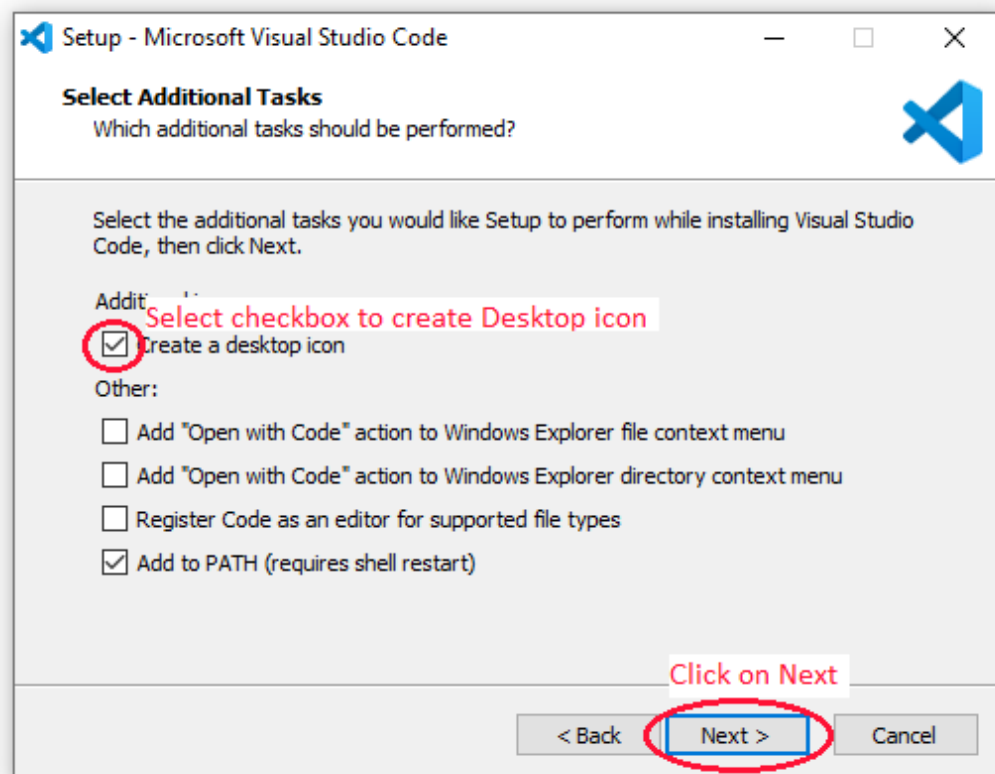 Setup - Microsoft Visual Studio Code
Select Additional Tasks
Which additional tasks should be performed?
Select the additional tasks you would like Setup to perform while installing Visual Studio
Code, then click Next.
Select checkbox to create Desktop icon
Create a desktop icon
Other:
Add "Open with Code" action to Windows Explorer file context menu
Add "Open with Code" action to Windows Explorer directory context menu
Register Code as an editor for supported file types
Add to PATH (requires shell restart)
Click on Next
< Back Next > Cancel